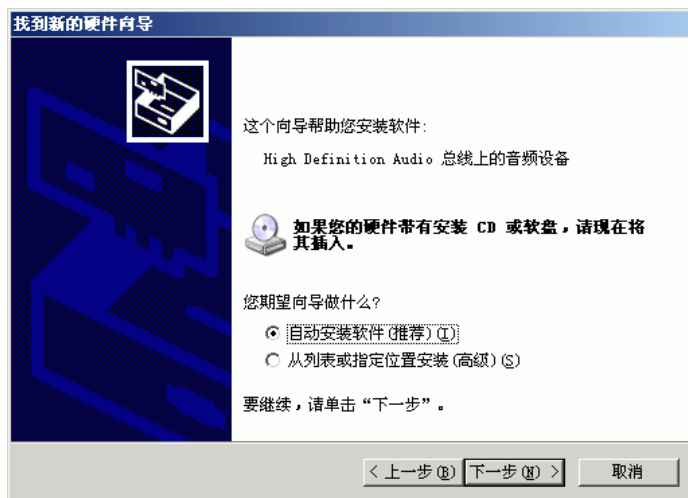 找到新的硬件向导
这个向导帮助您安装软件:
High Definition Audio 总线上的音频设备
如果您的硬件带有安装 CD 或软盘，请现在将
其插入。
您期望向导做什么?
自动安装软件(推荐)(I)
从列表或指定位置安装(高级)(S)
要继续，请单击“下一步”。
< 上一步(B) 下一步(N) > 取消